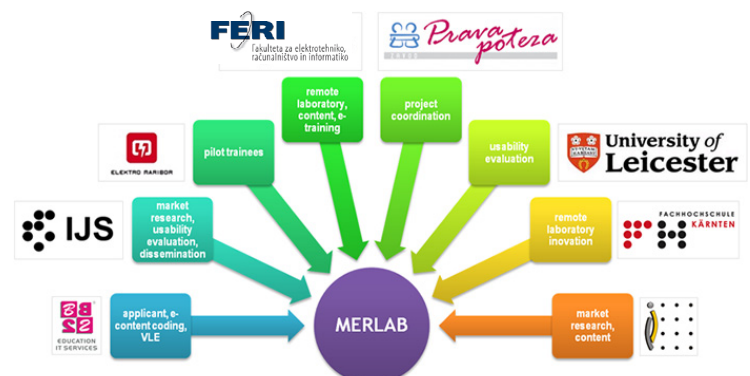 FERI
Fakulteta za elektrotehniko,
računalništvo in informatiko
Prava
poteza
ZAVOD
remote
laboratory,
content, e-
training
project
coordination
ELEKTRO MARIBOR
pilot trainees
usability
evaluation
University of
Leicester
IJS
market
research,
usability
evaluation,
dissemination
remote
laboratory
inovation
FACHHOCHSCHULE
KÄRNTEN
EDUCATION
IT SERVICES
applicant, e-
content coding,
VLE
MERLAB
market
research,
content